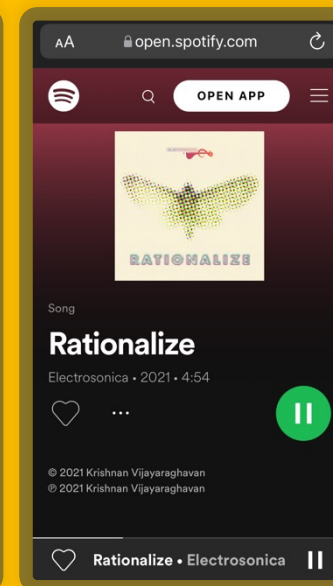 AA
open.spotify.com
OPEN APP
RATIONALIZE
Song
Rationalize
Electrosonica • 2021 • 4:54
...
© 2021 Krishnan Vijayaraghavan
℗ 2021 Krishnan Vijayaraghavan
Rationalize • Electrosonica